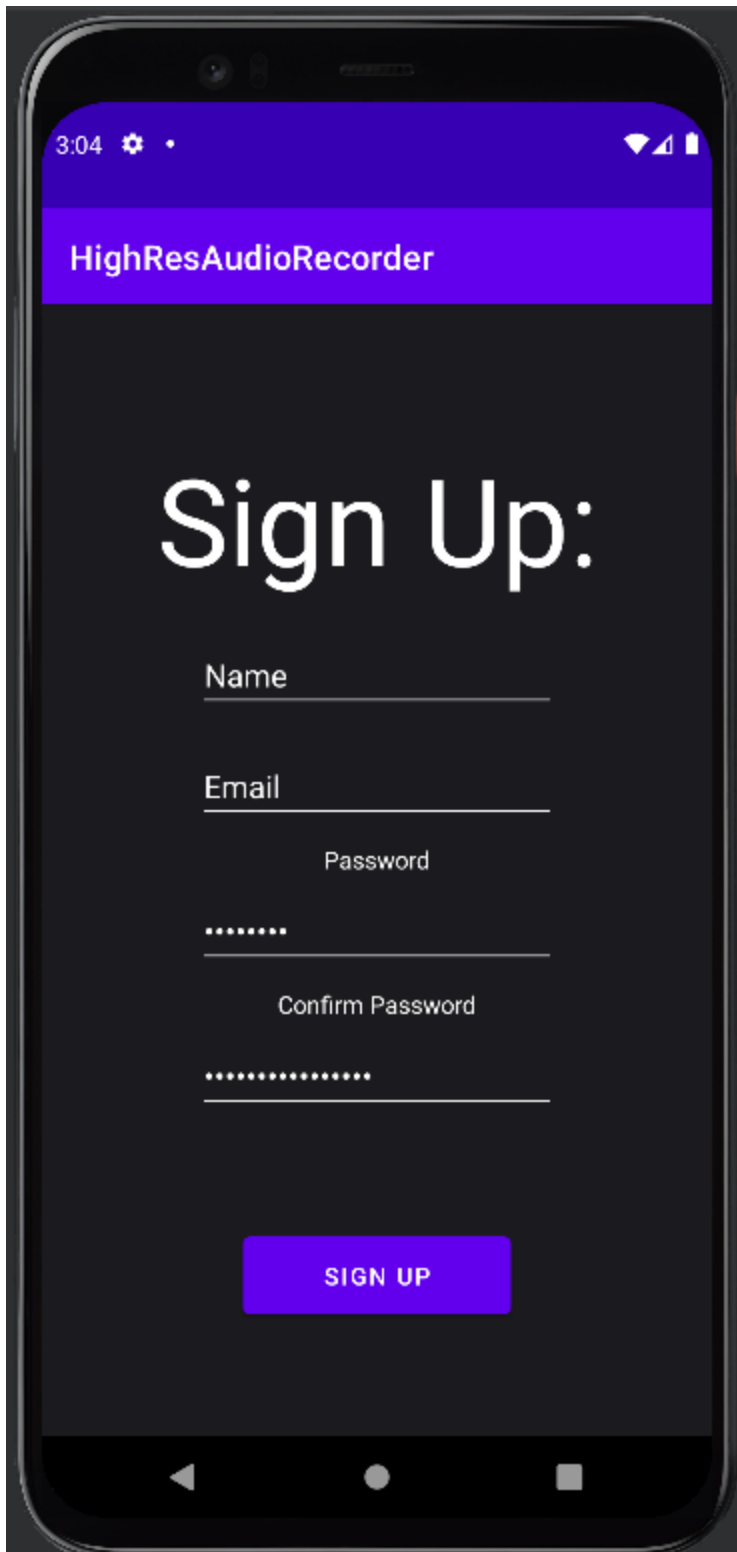 3:04
HighResAudioRecorder
Sign Up:
Name
Email
Password
••••••••
Confirm Password
••••••••••••••••
SIGN UP